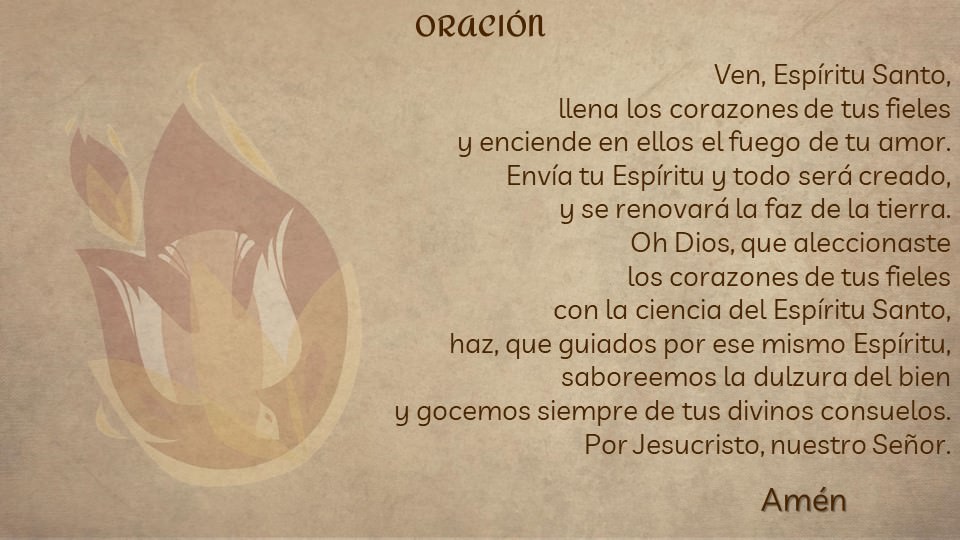 ORACIÓN
Ven, Espíritu Santo,
llena los corazones de tus fieles
y enciende en ellos el fuego de tu amor.
Envía tu Espíritu y todo será creado,
y se renovará la faz de la tierra.
Oh Dios, que aleccionaste
los corazones de tus fieles
con la ciencia del Espíritu Santo,
haz, que guiados por ese mismo Espíritu,
saboreemos la dulzura del bien
y gocemos siempre de tus divinos consuelos.
Por Jesucristo, nuestro Señor.
Amén